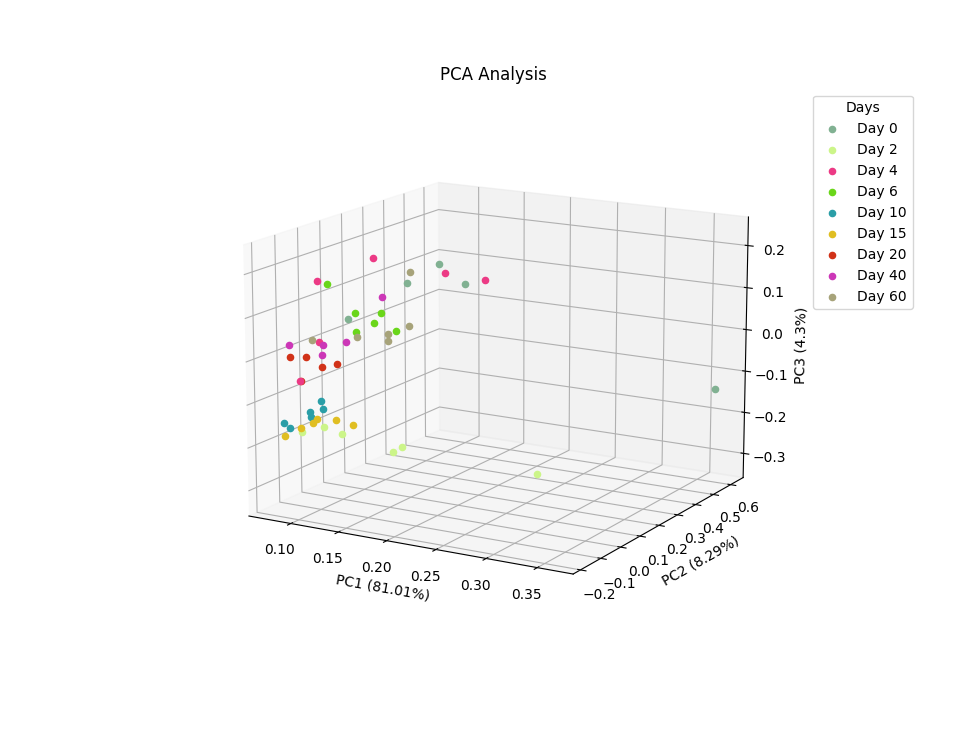 PCA Analysis
Days
Day 0
Day 2
Day 4
Day 6
Day 10
Day 15
Day 20
Day 40
Day 60
0.2
0.1
0.0
−0.1
−0.2
−0.3
PC3 (4.3%)
0.10
0.15
0.20
0.25
0.30
0.35
PC1 (81.01%)
−0.2
−0.1
0.0
0.1
0.2
0.3
0.4
0.5
0.6
PC2 (8.29%)